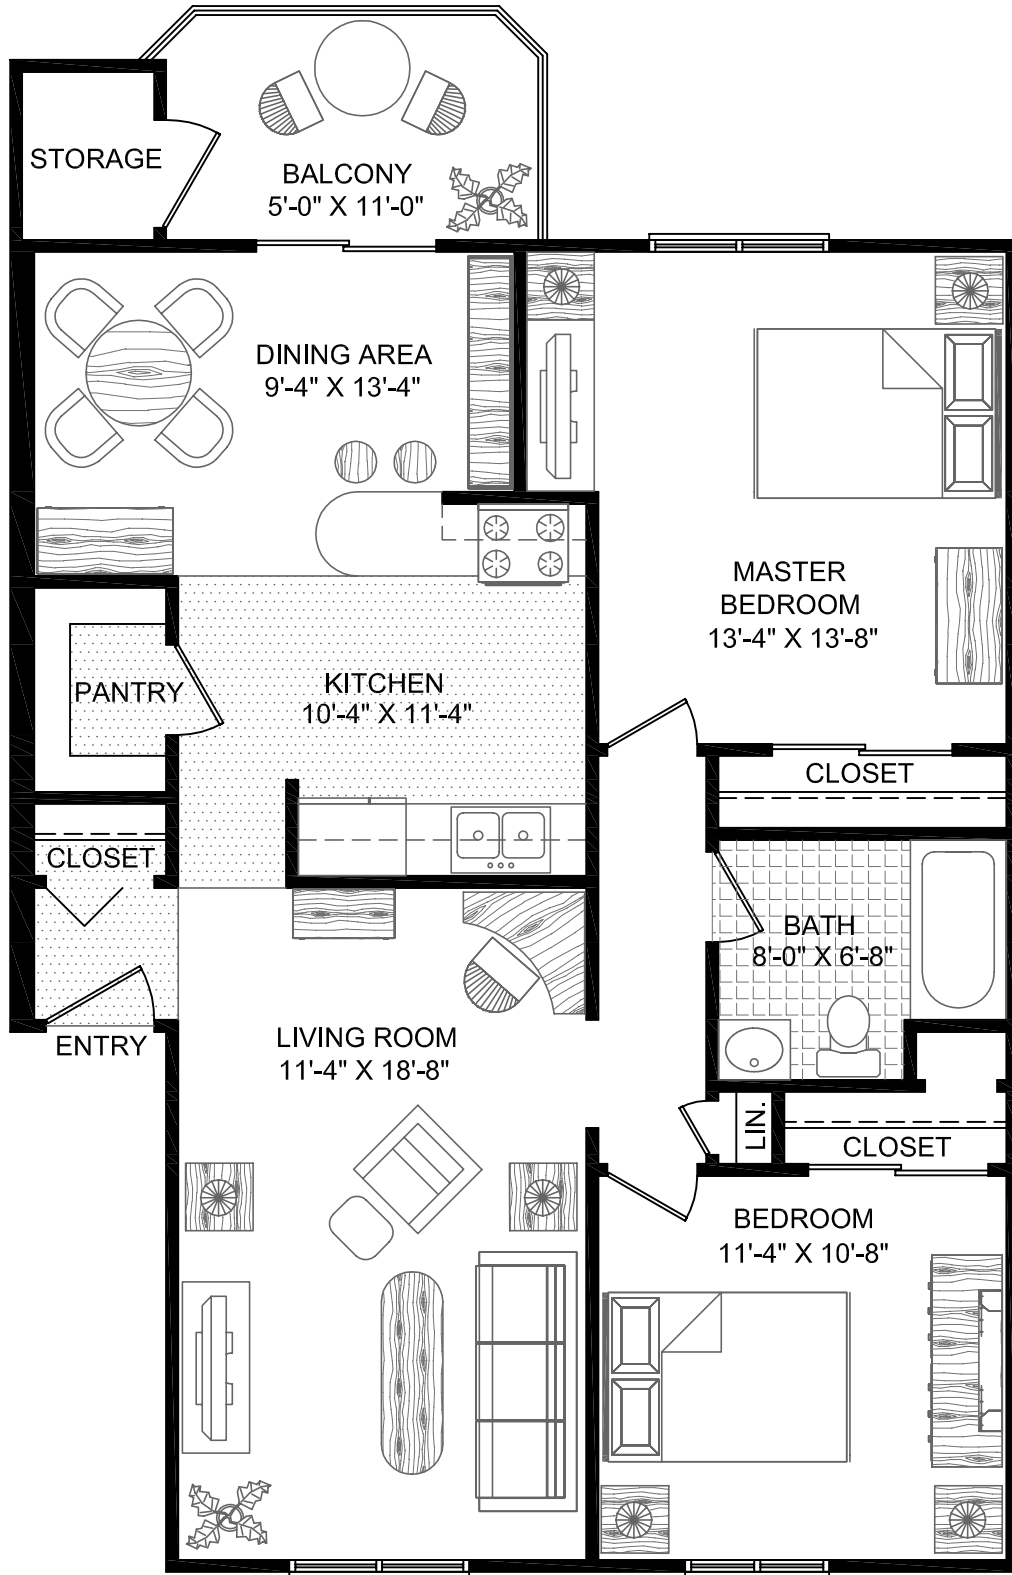 STORAGE
BALCONY
5'-0" X 11'-0"
DINING AREA
9'-4" X 13'-4"
MASTER
BEDROOM
13'-4" X 13'-8"
PANTRY
KITCHEN
10'-4" X 11'-4"
CLOSET
CLOSET
BATH
8'-0" X 6'-8"
ENTRY
LIVING ROOM
11'-4" X 18'-8"
LIN.
CLOSET
BEDROOM
11'-4" X 10'-8"